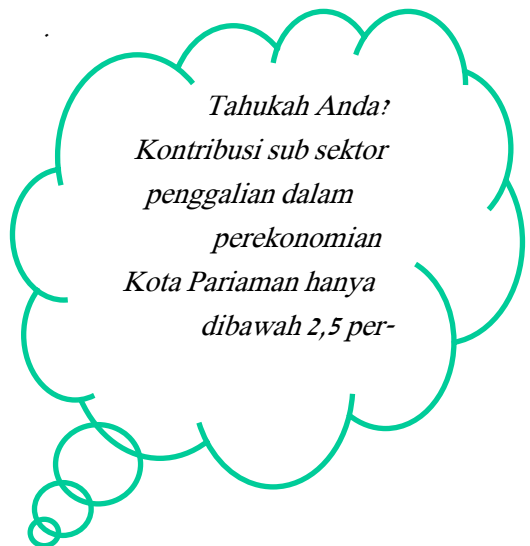 .
Tahukah Anda?
Kontribusi sub sektor
penggalian dalam
perekonomian
Kota Pariaman hanya
dibawah 2,5 per-